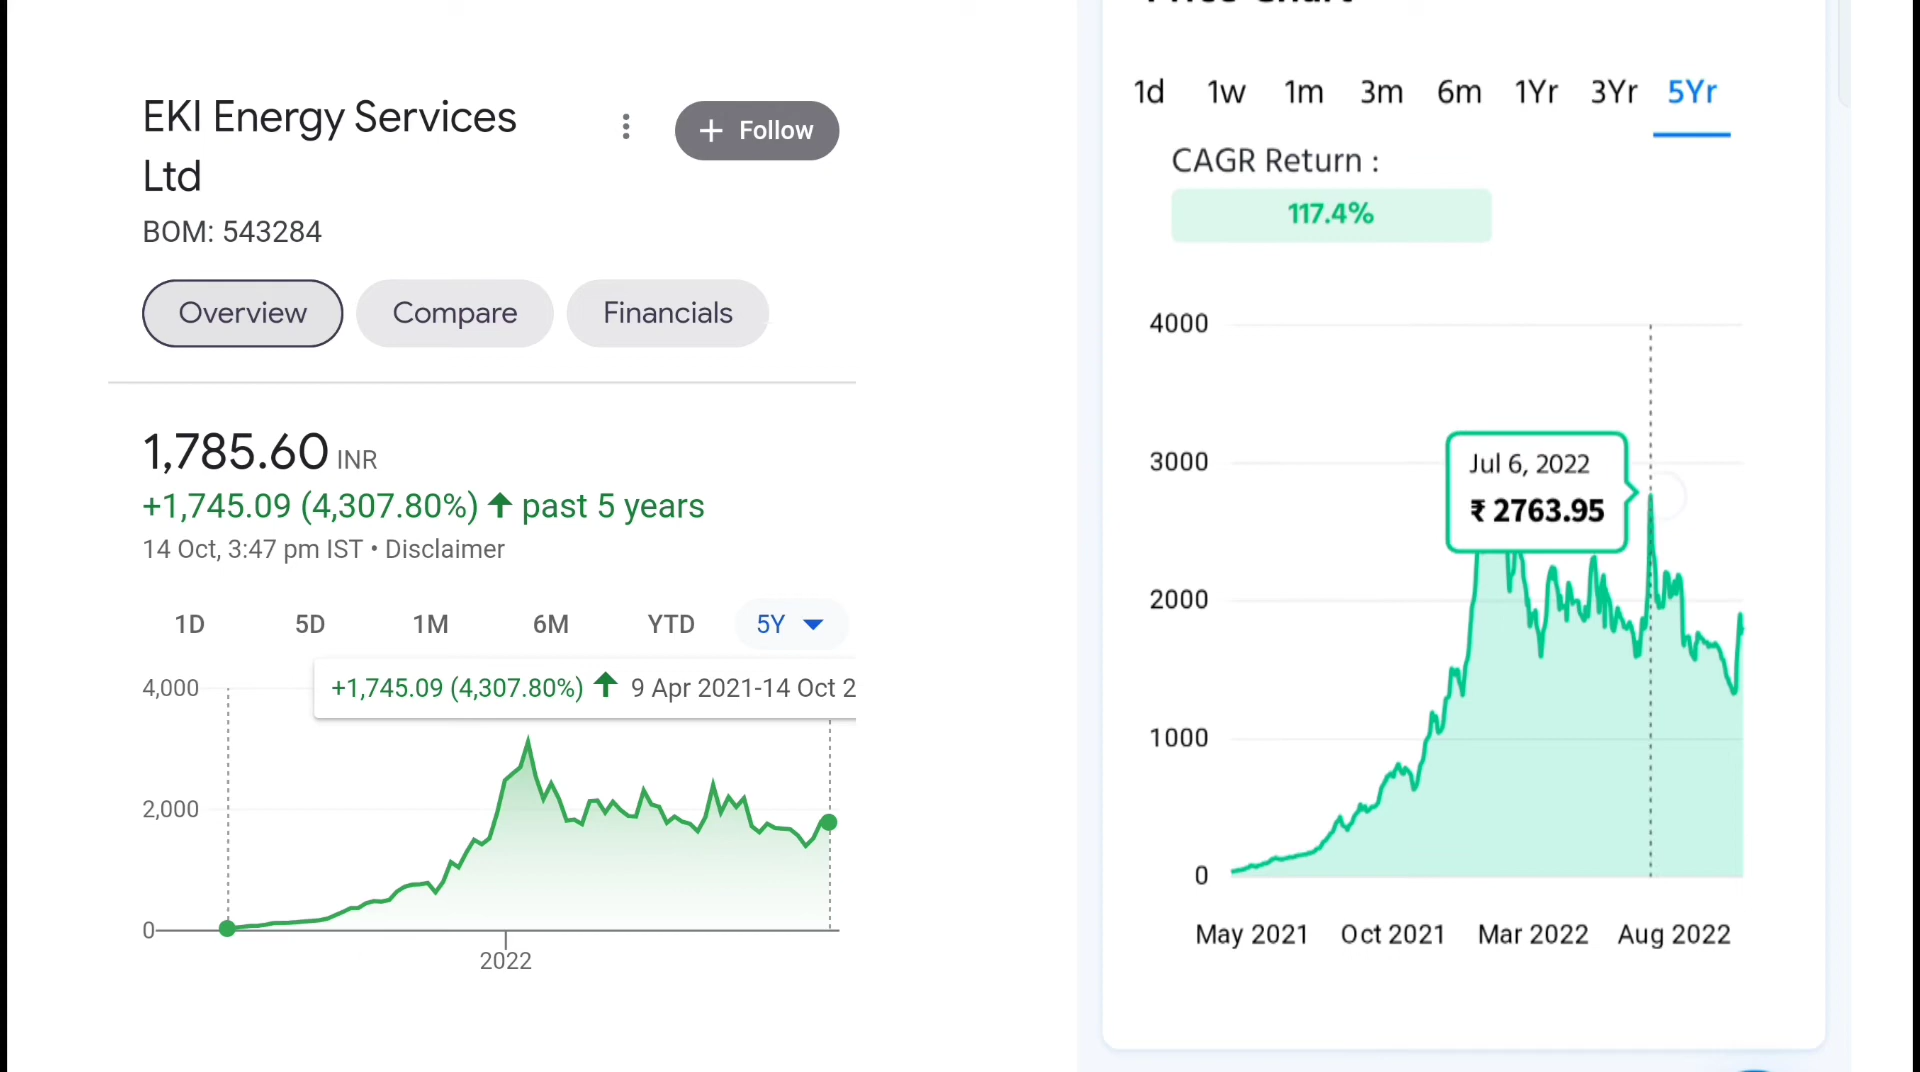 EKI Energy Services
Ltd
+ Follow
BOM: 543284
Overview Compare Financials
1,785.60 INR
+1,745.09 (4,307.80%) ↑ past 5 years
14 Oct, 3:47 pm IST • Disclaimer
1D 5D 1M 6M YTD 5Y
+1,745.09 (4,307.80%) ↑ 9 Apr 2021-14 Oct 2
4,000
2,000
0
2022
Price Chart
1d 1w 1m 3m 6m 1Yr 3Yr 5Yr
CAGR Return :
117.4%
4000
3000
2000
1000
0
Jul 6, 2022
₹ 2763.95
May 2021 Oct 2021 Mar 2022 Aug 2022